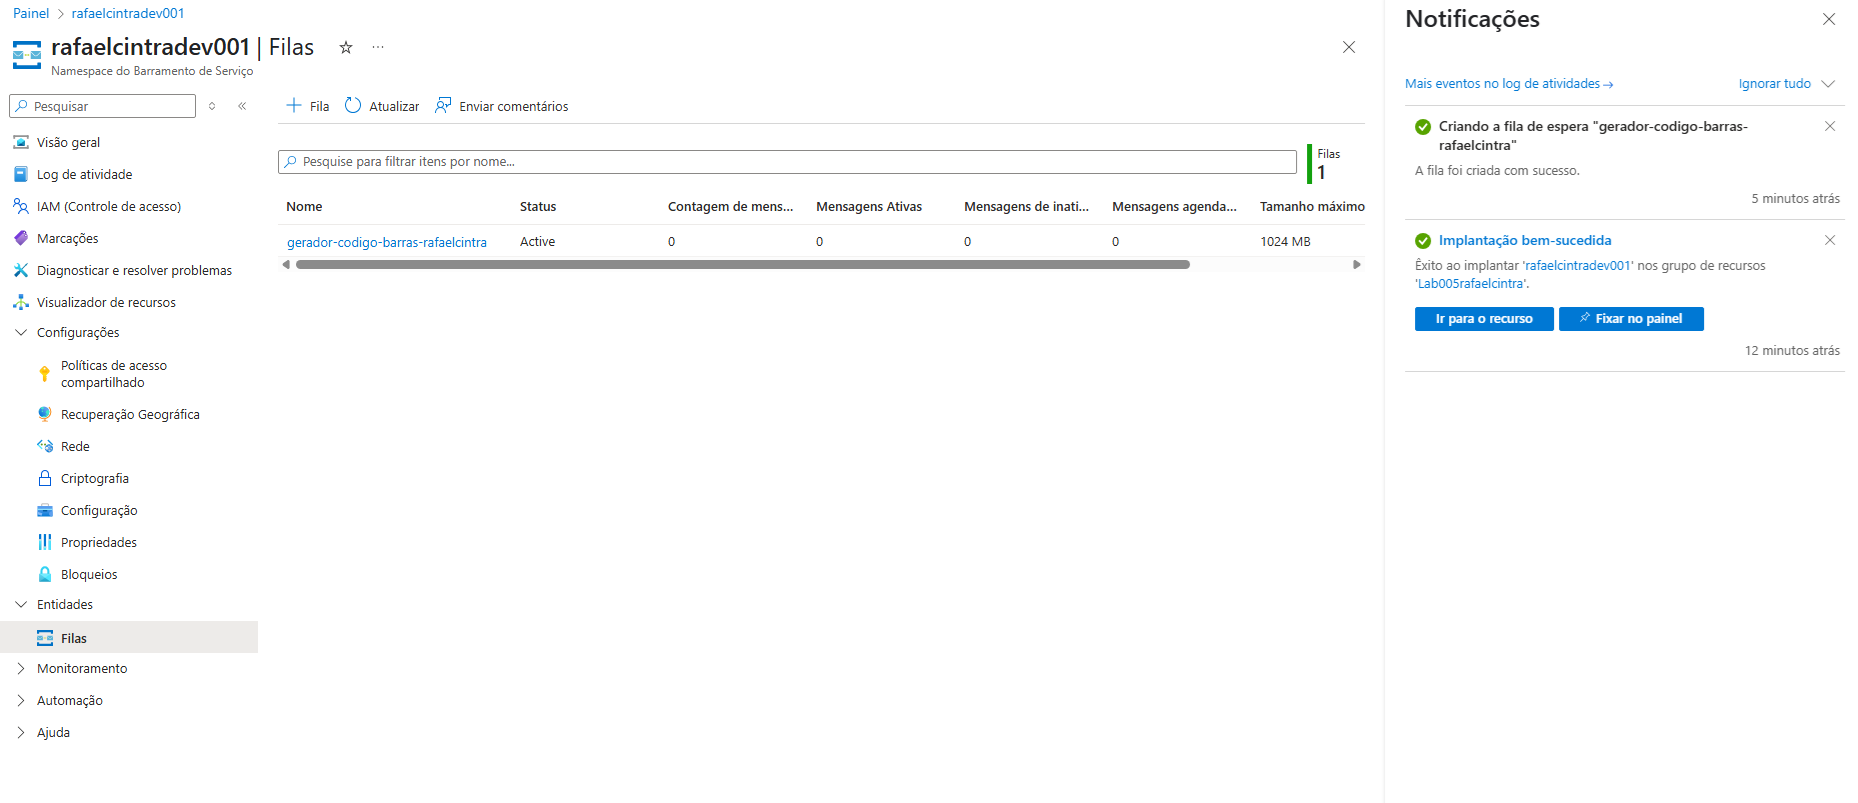 Painel > rafaelcintradev001
rafaelcintradev001 | Filas
Namespace do Barramento de Serviço
Pesquisar
Visão geral
Log de atividade
IAM (Controle de acesso)
Marcações
Diagnosticar e resolver problemas
Visualizador de recursos
Configurações
Políticas de acesso
compartilhado
Recuperação Geográfica
Rede
Criptografia
Configuração
Propriedades
Bloqueios
Entidades
Filas
Monitoramento
Automação
Ajuda
Fila Atualizar Enviar comentários
Pesquise para filtrar itens por nome...
Filas
1
Nome Status Contagem de mens... Mensagens Ativas Mensagens de inati... Mensagens agenda... Tamanho máximo
gerador-codigo-barras-rafaelcintra Active 0 0 0 0 1024 MB
Notificações
Mais eventos no log de atividades → Ignorar tudo
Criando a fila de espera "gerador-codigo-barras-
rafaelcintra"
A fila foi criada com sucesso.
5 minutos atrás
Implantação bem-sucedida
Êxito ao implantar 'rafaelcintradev001' nos grupo de recursos
'Lab005rafaelcintra'.
Ir para o recurso Fixar no painel
12 minutos atrás